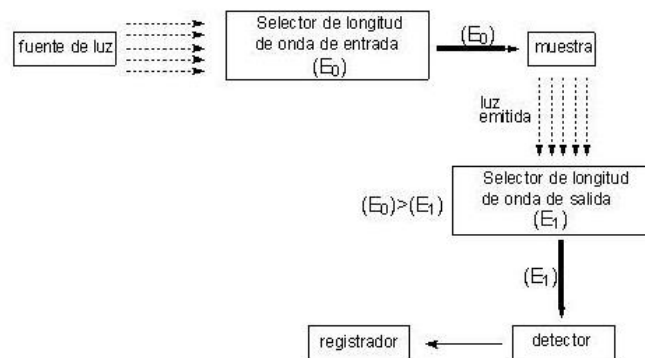 fuente de luz
Selector de longitud
de onda de entrada
(E₀)
(E₀)
muestra
luz
emitida
(E₀)>(E₁)
Selector de longitud
de onda de salida
(E₁)
(E₁)
registrador
detector